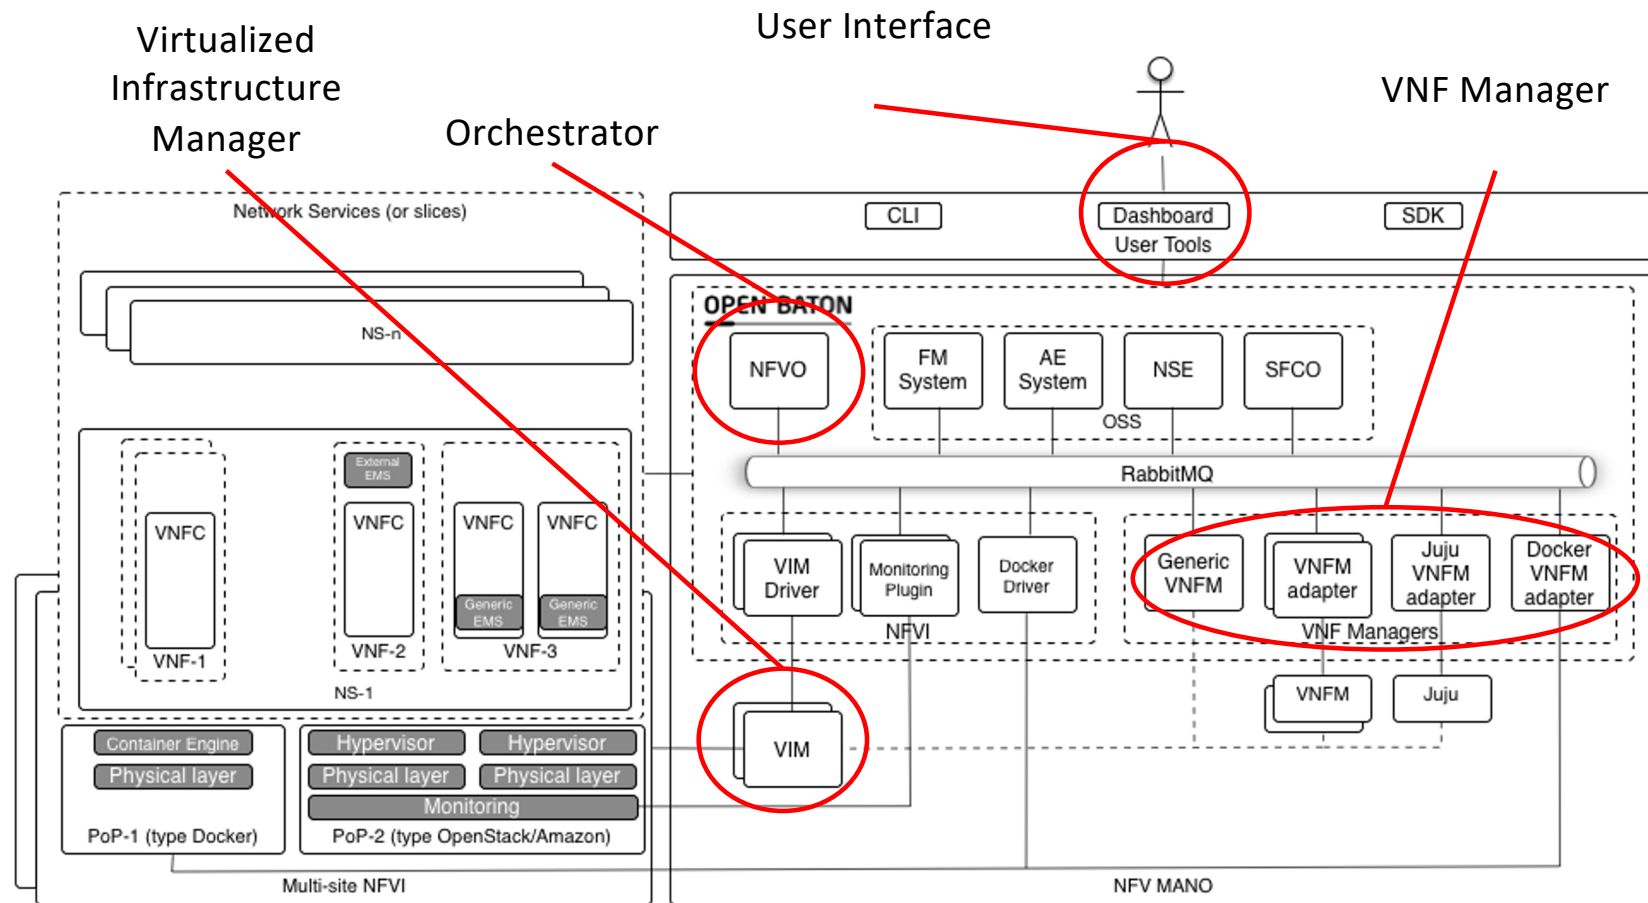 User Interface
Virtualized
Infrastructure
Manager
Orchestrator
VNF Manager
Network Services (or slices)
CLI
Dashboard
SDK
User Tools
NS-n
OPEN BATON
NFVO
FM
System
AE
System
NSE
SFCO
OSS
RabbitMQ
External
EMS
VNFC
VNFC
VNFC
VNFC
Generic
EMS
Generic
EMS
VNF-1
VNF-2
VNF-3
NS-1
VIM
Driver
Monitoring
Plugin
Docker
Driver
NFVI
Generic
VNFM
VNFM
adapter
Juju
VNFM
adapter
Docker
VNFM
adapter
VNF Managers
VNFM
Juju
VIM
Container Engine
Physical layer
Hypervisor
Hypervisor
Physical layer
Physical layer
Monitoring
PoP-1 (type Docker)
PoP-2 (type OpenStack/Amazon)
Multi-site NFVI
NFV MANO